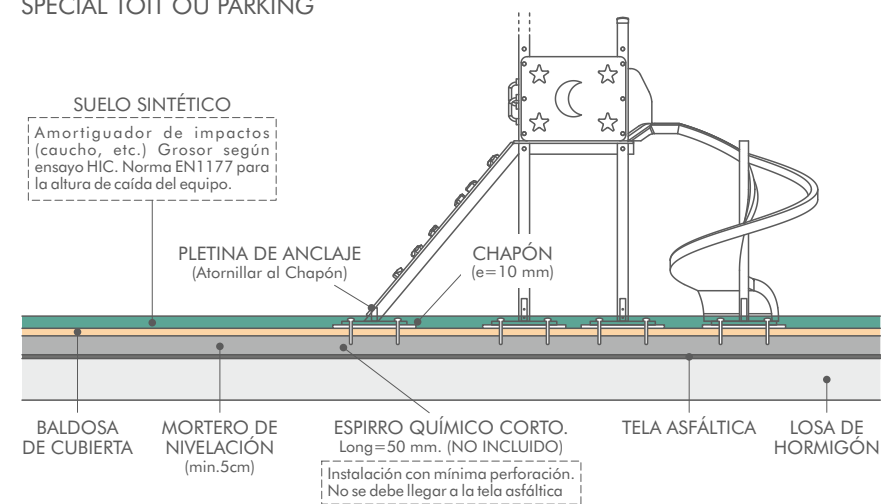 SPECIAL TOIT OU PARKING
SUELO SINTÉTICO
Amortiguador de impactos
(caucho, etc.) Grosor según
ensayo HIC. Norma EN1177 para
la altura de caída del equipo.
PLETINA DE ANCLAJE
(Atornillar al Chapón)
CHAPÓN
(e=10 mm)
BALDOSA
DE CUBIERTA
MORTERO DE
NIVELACIÓN
(min.5cm)
ESPIRRO QUÍMICO CORTO.
Long=50 mm. (NO INCLUIDO)
Instalación con mínima perforación.
No se debe llegar a la tela asfáltica
TELA ASFÁLTICA
LOSA DE
HORMIGÓN